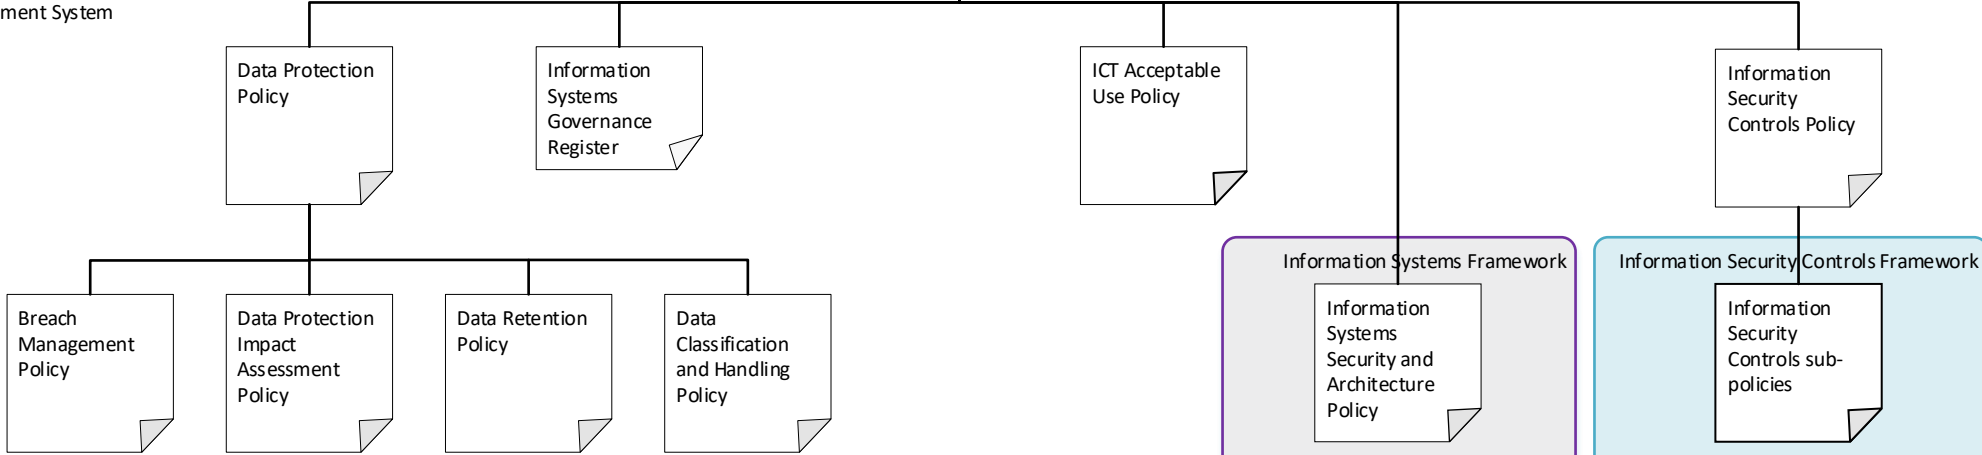 ment System
Data Protection
Policy
Information
Systems
Governance
Register
ICT Acceptable
Use Policy
Information
Security
Controls Policy
Information Systems Framework
Information Security Controls Framework
Breach
Management
Policy
Data Protection
Impact
Assessment
Policy
Data Retention
Policy
Data
Classification
and Handling
Policy
Information
Systems
Security and
Architecture
Policy
Information
Security
Controls sub-
policies